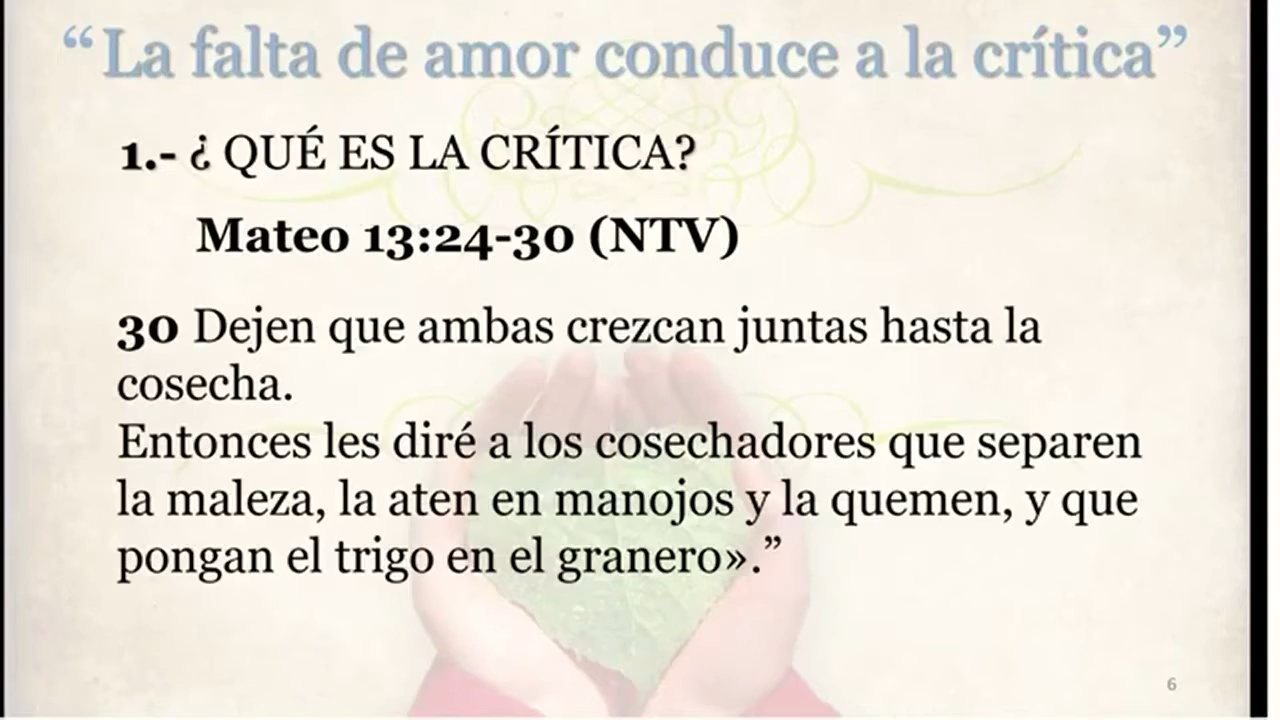 “La falta de amor conduce a la crítica”
1.- ¿ QUÉ ES LA CRÍTICA?
Mateo 13:24-30 (NTV)
30 Dejen que ambas crezcan juntas hasta la
cosecha.
Entonces les diré a los cosechadores que separen
la maleza, la aten en manojos y la quemen, y que
pongan el trigo en el granero».”
6